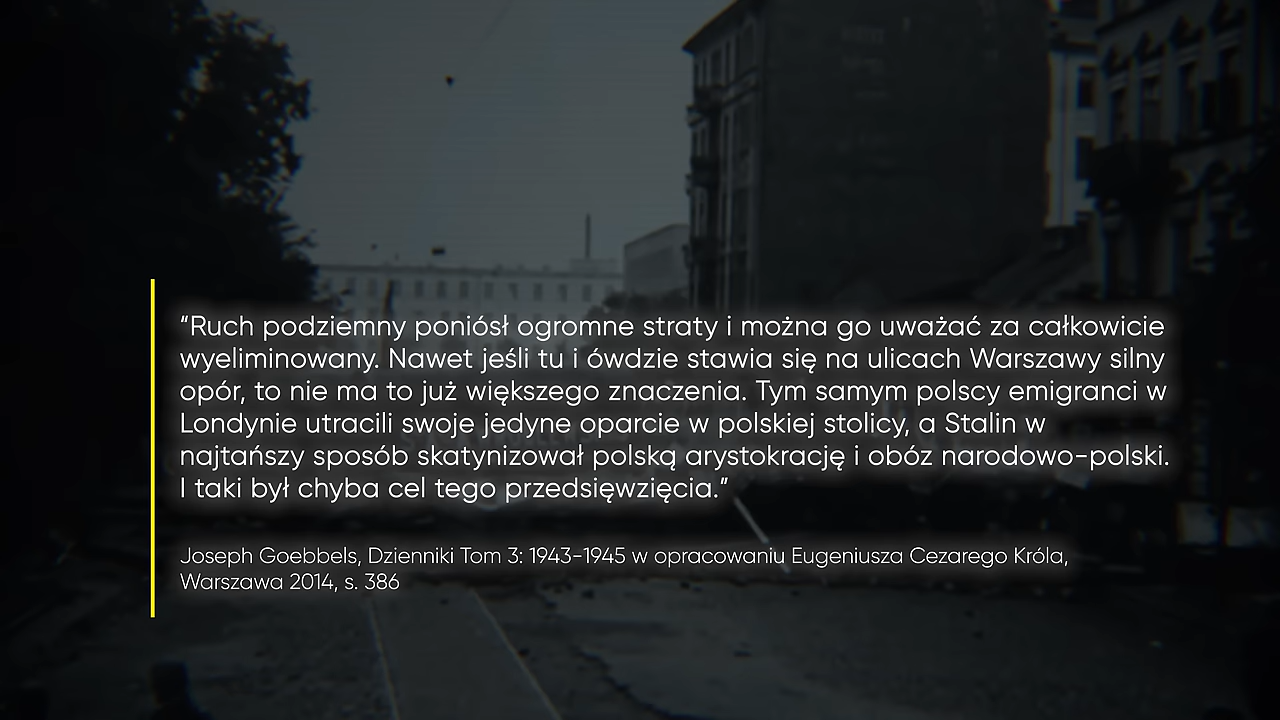 “Ruch podziemny poniósł ogromne straty i można go uważać za całkowicie
wyeliminowany. Nawet jeśli tu i ówdzie stawia się na ulicach Warszawy silny
opór, to nie ma to już większego znaczenia. Tym samym polscy emigranci w
Londynie utracili swoje jedyne oparcie w polskiej stolicy, a Stalin w
najtańszy sposób skatynizował polską arystokrację i obóz narodowo-polski.
I taki był chyba cel tego przedsięwzięcia.”
Joseph Goebbels, Dzienniki Tom 3: 1943-1945 w opracowaniu Eugeniusza Cezarego Króla,
Warszawa 2014, s. 386